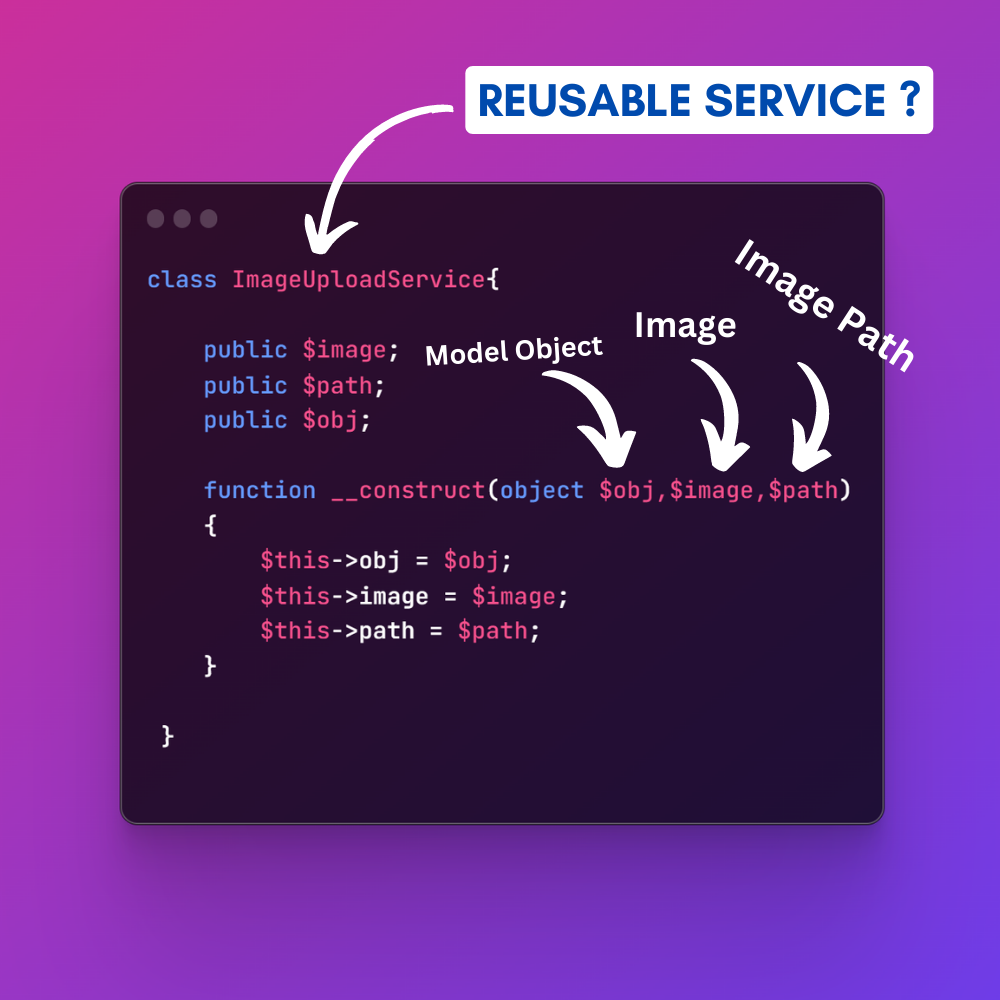 REUSABLE SERVICE ?
class ImageUploadService{
Image Path
Image
Model Object
public $image;
public $path;
public $obj;
function __construct(object $obj,$image,$path)
{
$this->obj = $obj;
$this->image = $image;
$this->path = $path;
}
}